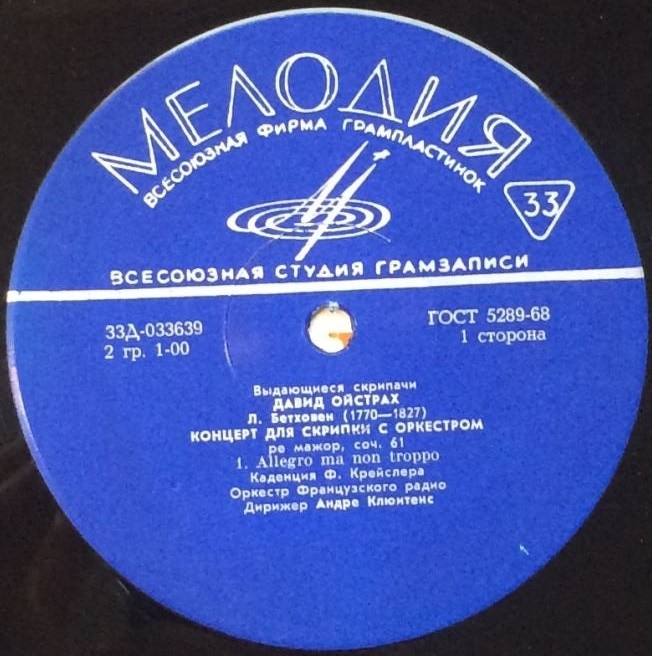 МЕЛОДИЯ
ВСЕСОЮЗНАЯ ФИРМА ГРАМПЛАСТИНОК
33
ВСЕСОЮЗНАЯ СТУДИЯ ГРАМЗАПИСИ
33Д-033639
2 гр. 1-00
ГОСТ 5289-68
1 сторона
Выдающиеся скрипачи
ДАВИД ОЙСТРАХ
Л. Бетховен (1770—1827)
КОНЦЕРТ ДЛЯ СКРИПКИ С ОРКЕСТРОМ
ре мажор, соч. 61
1. Allegro ma non troppo
Каденция Ф. Крейслера
Оркестр Французского радио
Дирижер Андре Клюитенс